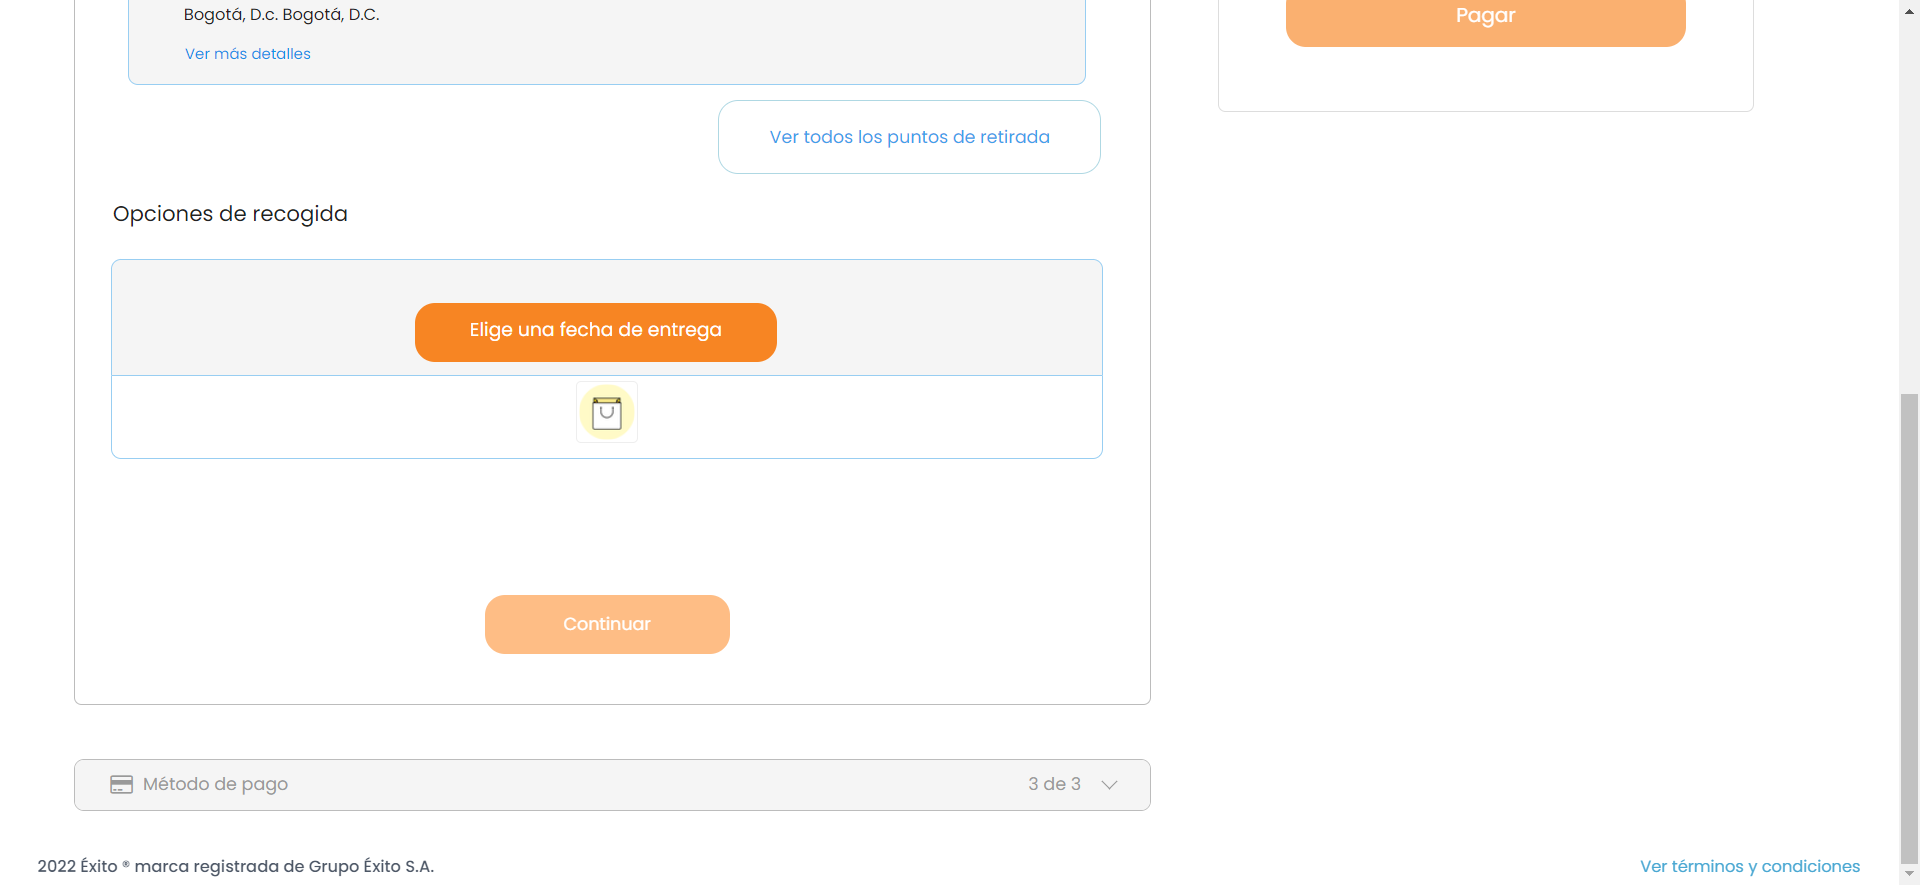 Bogotá, D.c. Bogotá, D.C.
Ver más detalles
Pagar
Ver todos los puntos de retirada
Opciones de recogida
Elige una fecha de entrega
Continuar
Método de pago
3 de 3
2022 Éxito ® marca registrada de Grupo Éxito S.A.
Ver términos y condiciones